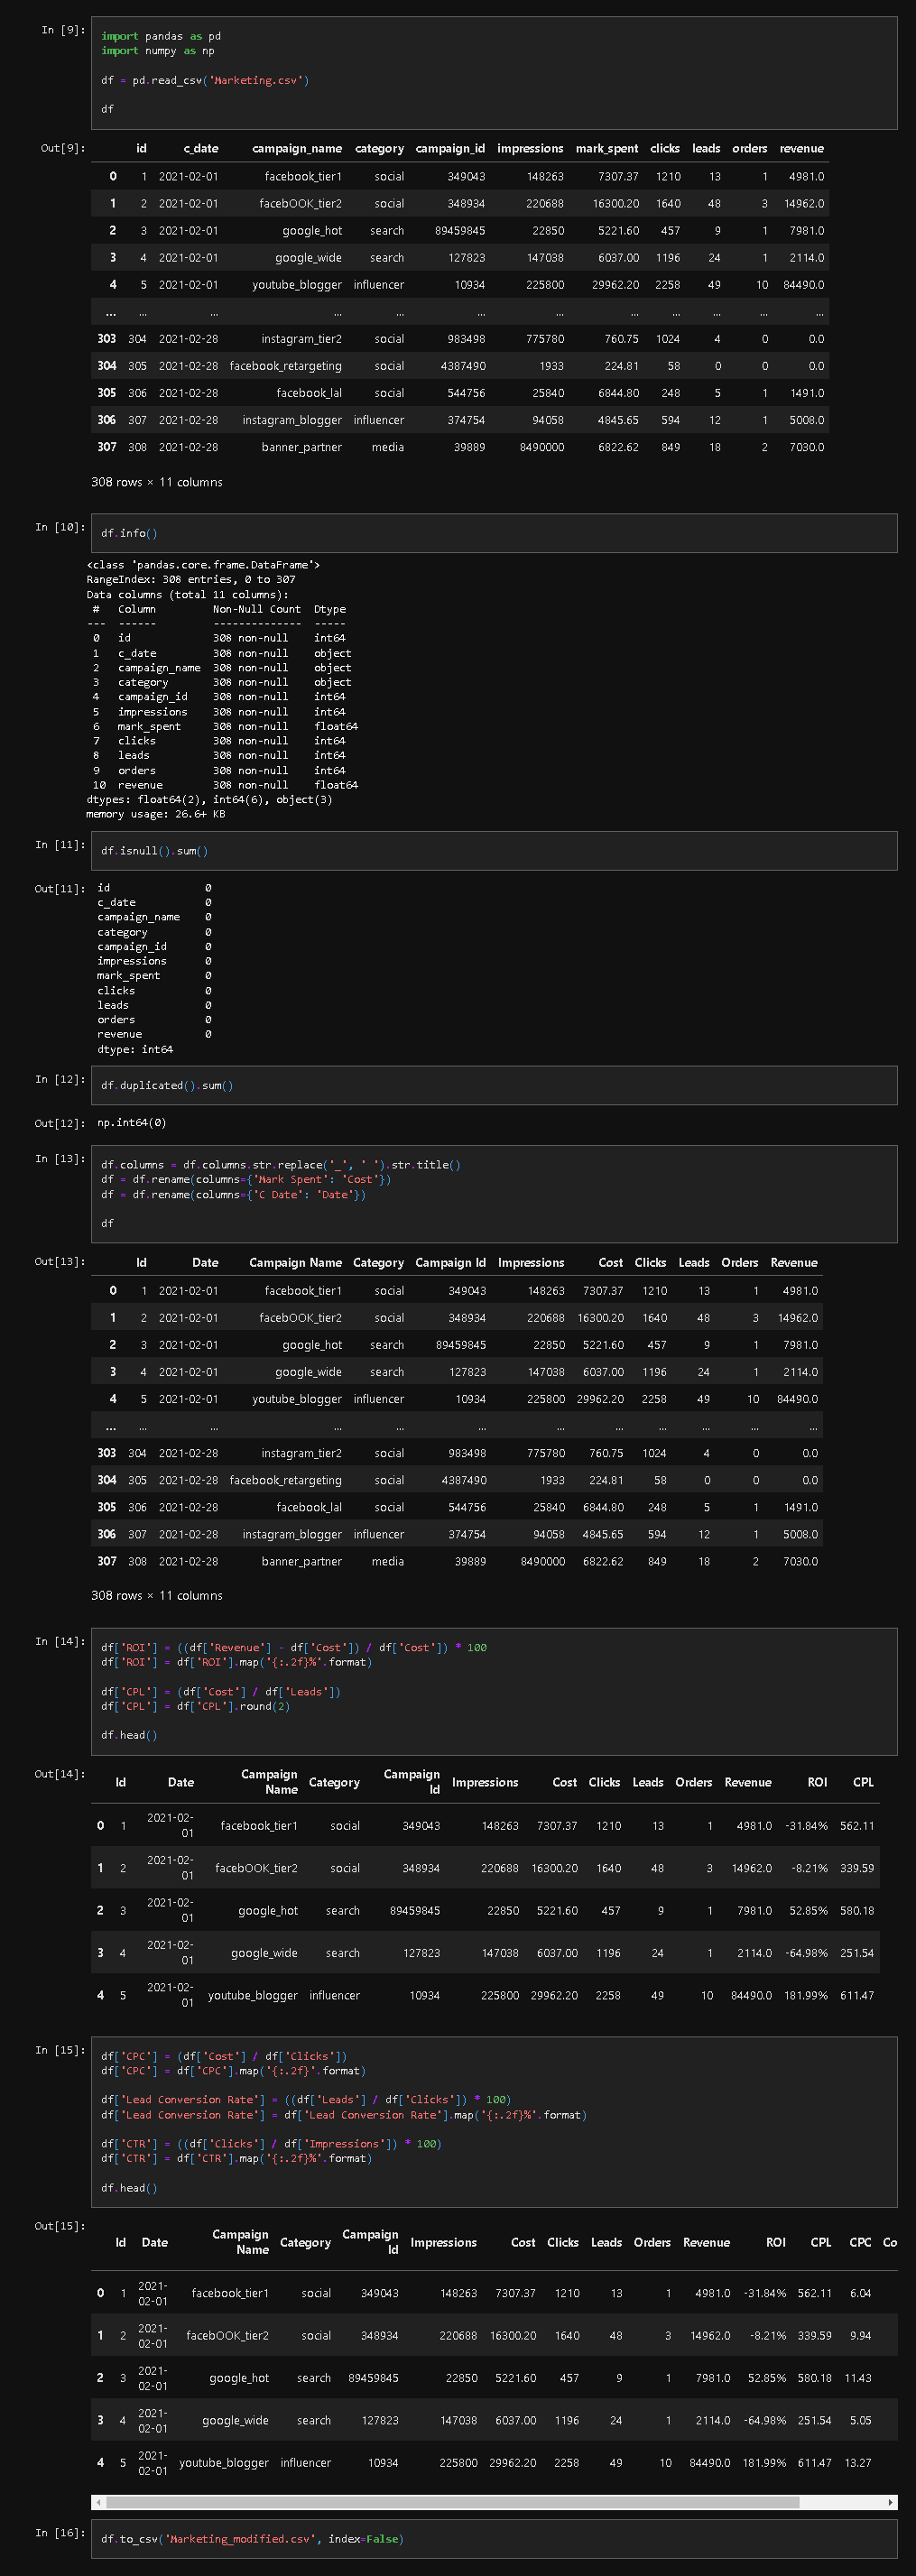 In [9]:
import pandas as pd
import numpy as np
df = pd.read_csv('Marketing.csv')
df
Out[9]:
id c_date campaign_name category campaign_id impressions mark_spent clicks leads orders revenue
0 1 2021-02-01 facebook_tier1 social 349043 148263 7307.37 1210 13 1 4981.0
1 2 2021-02-01 facebOOK_tier2 social 348934 220688 16300.20 1640 48 3 14962.0
2 3 2021-02-01 google_hot search 89459845 22850 5221.60 457 9 1 7981.0
3 4 2021-02-01 google_wide search 127823 147038 6037.00 1196 24 1 2114.0
4 5 2021-02-01 youtube_blogger influencer 10934 225800 29962.20 2258 49 10 84490.0
... ... ... ... ... ... ... ... ... ... ... ...
303 304 2021-02-28 instagram_tier2 social 983498 775780 760.75 1024 4 0 0.0
304 305 2021-02-28 facebook_retargeting social 4387490 1933 224.81 58 0 0 0.0
305 306 2021-02-28 facebook_lal social 544756 25840 6844.80 248 5 1 1491.0
306 307 2021-02-28 instagram_blogger influencer 374754 94058 4845.65 594 12 1 5008.0
307 308 2021-02-28 banner_partner media 39889 8490000 6822.62 849 18 2 7030.0
308 rows × 11 columns
In [10]:
df.info()
<class 'pandas.core.frame.DataFrame'>
RangeIndex: 308 entries, 0 to 307
Data columns (total 11 columns):
# Column Non-Null Count Dtype
--- ------ -------------- -----
0 id 308 non-null int64
1 c_date 308 non-null object
2 campaign_name 308 non-null object
3 category 308 non-null object
4 campaign_id 308 non-null int64
5 impressions 308 non-null int64
6 mark_spent 308 non-null float64
7 clicks 308 non-null int64
8 leads 308 non-null int64
9 orders 308 non-null int64
10 revenue 308 non-null float64
dtypes: float64(2), int64(6), object(3)
memory usage: 26.6+ KB
In [11]:
df.isnull().sum()
Out[11]:
id 0
c_date 0
campaign_name 0
category 0
campaign_id 0
impressions 0
mark_spent 0
clicks 0
leads 0
orders 0
revenue 0
dtype: int64
In [12]:
df.duplicated().sum()
Out[12]:
np.int64(0)
In [13]:
df.columns = df.columns.str.replace('_', ' ').str.title()
df = df.rename(columns={'Mark Spent': 'Cost'})
df = df.rename(columns={'C Date': 'Date'})
df
Out[13]:
Id Date Campaign Name Category Campaign Id Impressions Cost Clicks Leads Orders Revenue
0 1 2021-02-01 facebook_tier1 social 349043 148263 7307.37 1210 13 1 4981.0
1 2 2021-02-01 facebOOK_tier2 social 348934 220688 16300.20 1640 48 3 14962.0
2 3 2021-02-01 google_hot search 89459845 22850 5221.60 457 9 1 7981.0
3 4 2021-02-01 google_wide search 127823 147038 6037.00 1196 24 1 2114.0
4 5 2021-02-01 youtube_blogger influencer 10934 225800 29962.20 2258 49 10 84490.0
... ... ... ... ... ... ... ... ... ... ... ...
303 304 2021-02-28 instagram_tier2 social 983498 775780 760.75 1024 4 0 0.0
304 305 2021-02-28 facebook_retargeting social 4387490 1933 224.81 58 0 0 0.0
305 306 2021-02-28 facebook_lal social 544756 25840 6844.80 248 5 1 1491.0
306 307 2021-02-28 instagram_blogger influencer 374754 94058 4845.65 594 12 1 5008.0
307 308 2021-02-28 banner_partner media 39889 8490000 6822.62 849 18 2 7030.0
308 rows × 11 columns
In [14]:
df['ROI'] = ((df['Revenue'] - df['Cost']) / df['Cost']) * 100
df['ROI'] = df['ROI'].map('{:.2f}%'.format)
df['CPL'] = (df['Cost'] / df['Leads'])
df['CPL'] = df['CPL'].round(2)
df.head()
Out[14]:
Id Date Campaign Name Category Campaign Id Impressions Cost Clicks Leads Orders Revenue ROI CPL
0 1 2021-02-01 facebook_tier1 social 349043 148263 7307.37 1210 13 1 4981.0 -31.84% 562.11
1 2 2021-02-01 facebOOK_tier2 social 348934 220688 16300.20 1640 48 3 14962.0 -8.21% 339.59
2 3 2021-02-01 google_hot search 89459845 22850 5221.60 457 9 1 7981.0 52.85% 580.18
3 4 2021-02-01 google_wide search 127823 147038 6037.00 1196 24 1 2114.0 -64.98% 251.54
4 5 2021-02-01 youtube_blogger influencer 10934 225800 29962.20 2258 49 10 84490.0 181.99% 611.47
In [15]:
df['CPC'] = (df['Cost'] / df['Clicks'])
df['CPC'] = df['CPC'].map('{:.2f}'.format)
df['Lead Conversion Rate'] = ((df['Leads'] / df['Clicks']) * 100)
df['Lead Conversion Rate'] = df['Lead Conversion Rate'].map('{:.2f}%'.format)
df['CTR'] = ((df['Clicks'] / df['Impressions']) * 100)
df['CTR'] = df['CTR'].map('{:.2f}%'.format)
df.head()
Out[15]:
Id Date Campaign Name Category Campaign Id Impressions Cost Clicks Leads Orders Revenue ROI CPL CPC Co
0 1 2021-02-01 facebook_tier1 social 349043 148263 7307.37 1210 13 1 4981.0 -31.84% 562.11 6.04
1 2 2021-02-01 facebOOK_tier2 social 348934 220688 16300.20 1640 48 3 14962.0 -8.21% 339.59 9.94
2 3 2021-02-01 google_hot search 89459845 22850 5221.60 457 9 1 7981.0 52.85% 580.18 11.43
3 4 2021-02-01 google_wide search 127823 147038 6037.00 1196 24 1 2114.0 -64.98% 251.54 5.05
4 5 2021-02-01 youtube_blogger influencer 10934 225800 29962.20 2258 49 10 84490.0 181.99% 611.47 13.27
In [16]:
df.to_csv('Marketing_modified.csv', index=False)